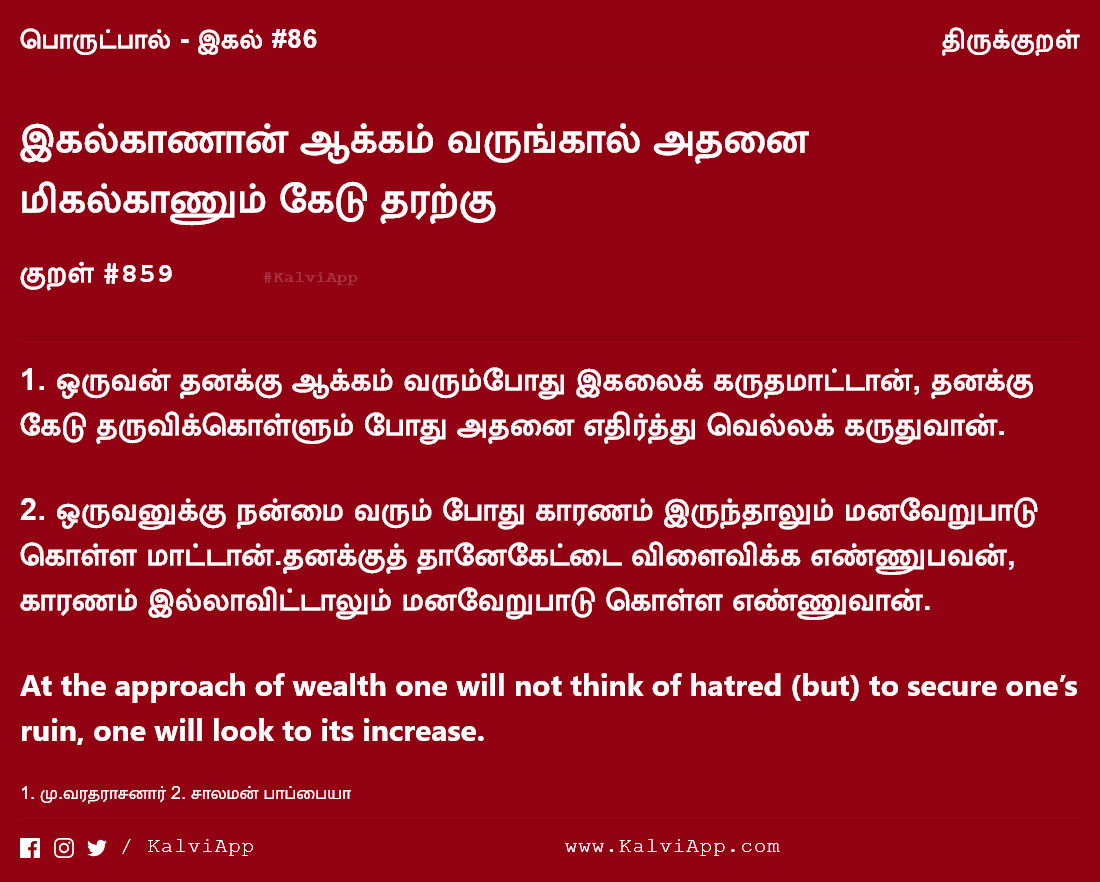 பொருட்பால் - இகல் #86
திருக்குறள்
இகல்காணான் ஆக்கம் வருங்கால் அதனை
மிகல்காணும் கேடு தரற்கு
குறள் #859
#KalviApp
1. ஒருவன் தனக்கு ஆக்கம் வரும்போது இகலைக் கருதமாட்டான், தனக்கு
கேடு தருவிக்கொள்ளும் போது அதனை எதிர்த்து வெல்லக் கருதுவான்.
2. ஒருவனுக்கு நன்மை வரும் போது காரணம் இருந்தாலும் மனவேறுபாடு
கொள்ள மாட்டான்.தனக்குத் தானேகேட்டை விளைவிக்க எண்ணுபவன்,
காரணம் இல்லாவிட்டாலும் மனவேறுபாடு கொள்ள எண்ணுவான்.
At the approach of wealth one will not think of hatred (but) to secure one’s
ruin, one will look to its increase.
1. மு.வரதராசனார் 2. சாலமன் பாப்பையா
/ KalviApp
www.KalviApp.com